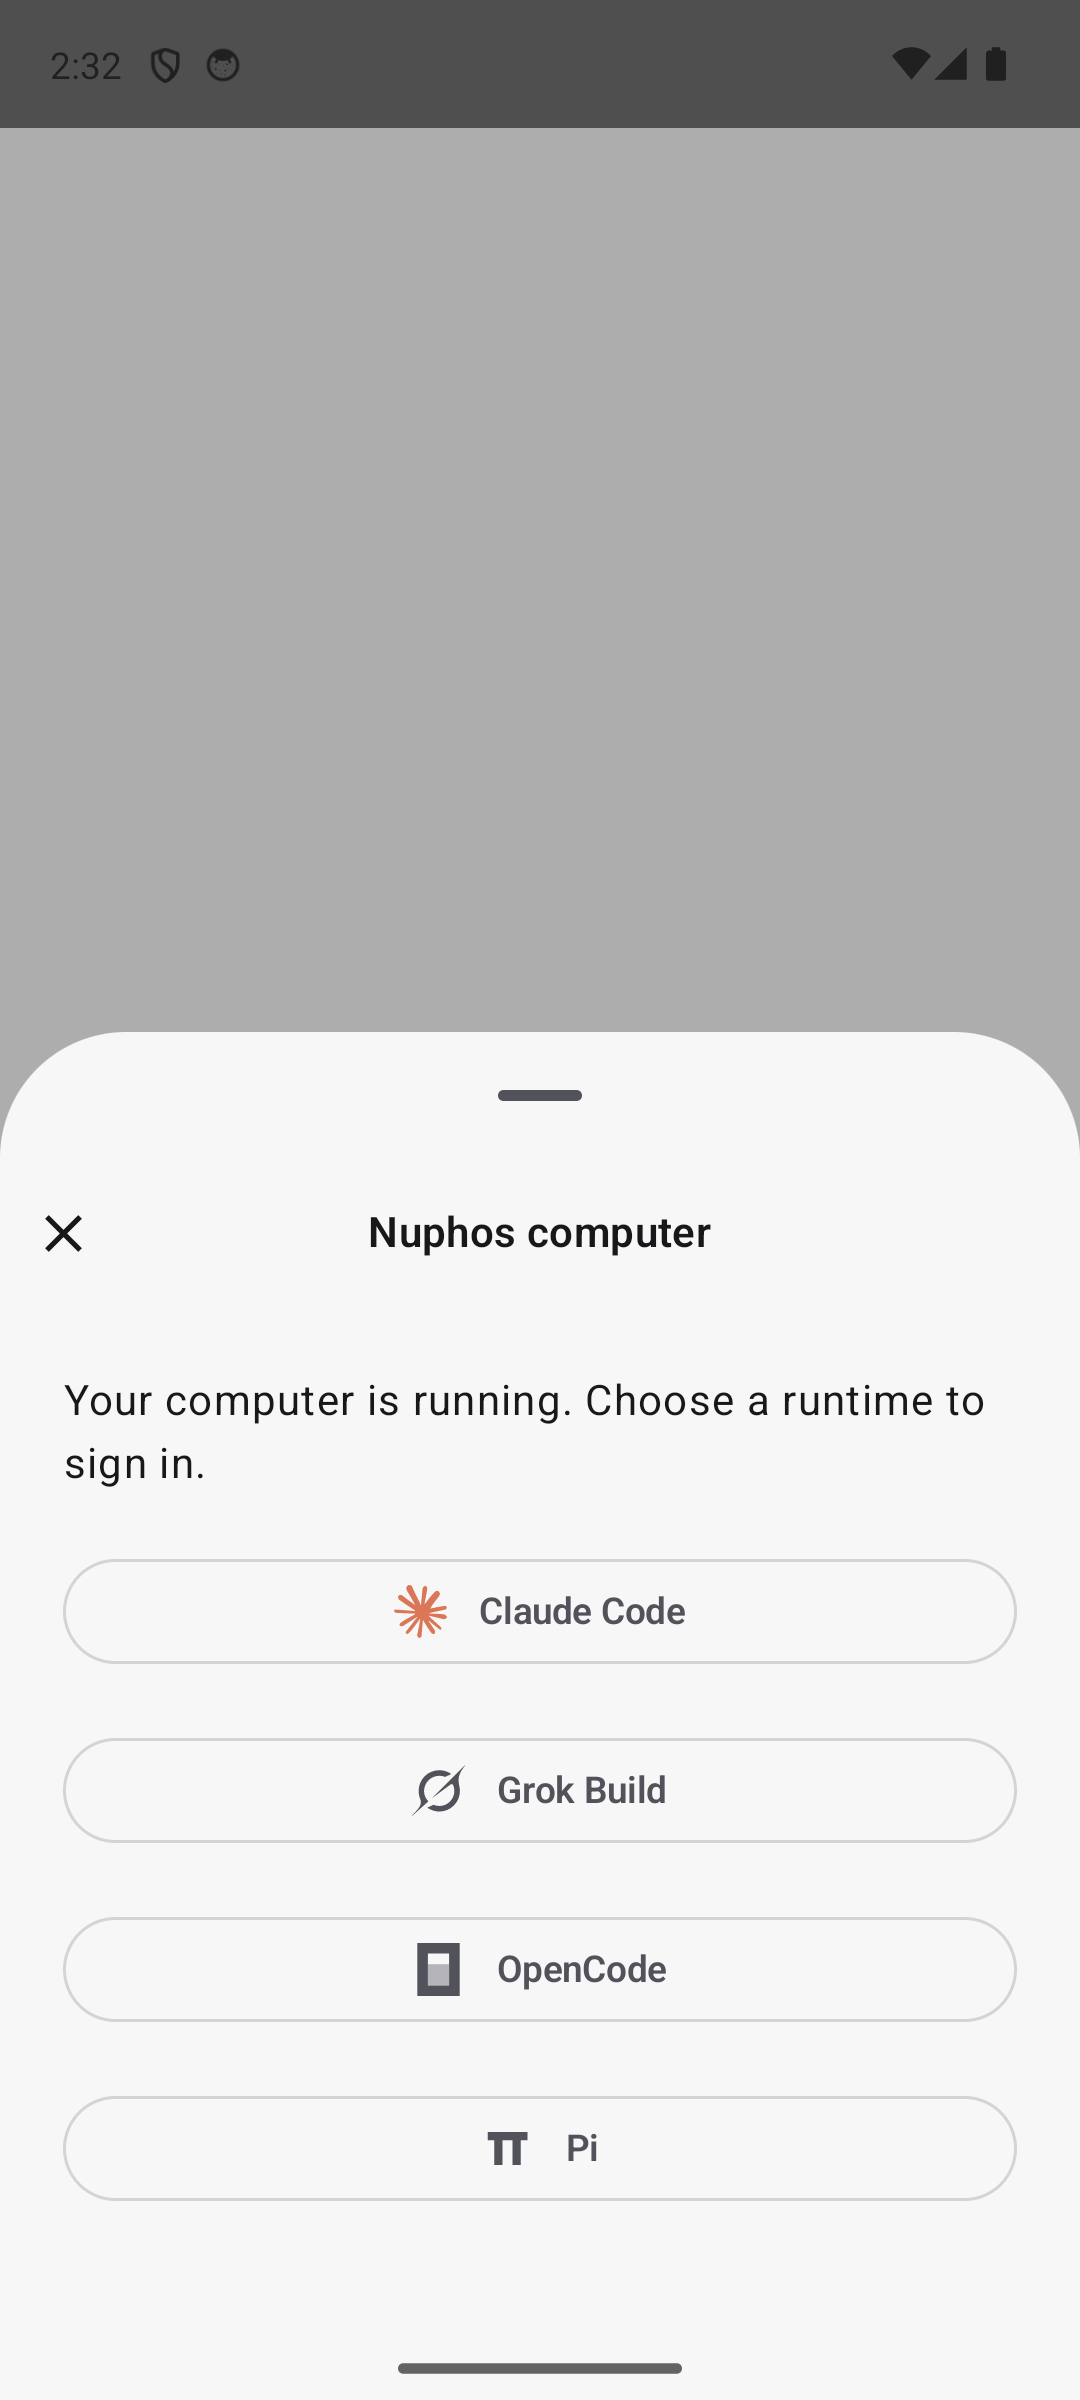 2:32
Nuphos computer
Your computer is running. Choose a runtime to
sign in.
Claude Code
Grok Build
OpenCode
Pi